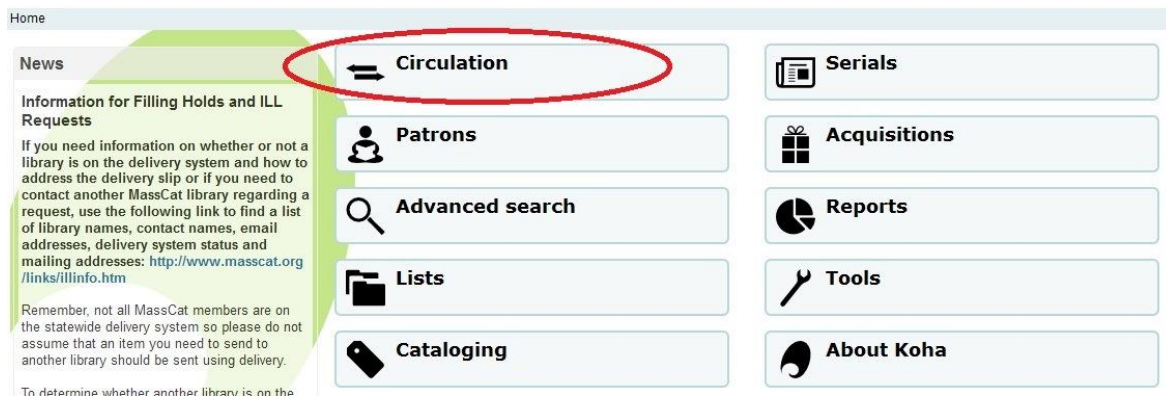 Home
News
Information for Filling Holds and ILL
Requests
If you need information on whether or not a
library is on the delivery system and how to
address the delivery slip or if you need to
contact another MassCat library regarding a
request, use the following link to find a list
of library names, contact names, email
addresses, delivery system status and
mailing addresses: http://www.masscat.org
/links/illinfo.htm
Remember, not all MassCat members are on
the statewide delivery system so please do not
assume that an item you need to send to
another library should be sent using delivery.
To determine whether another library is on the
Circulation
Patrons
Advanced search
Lists
Cataloging
Serials
Acquisitions
Reports
Tools
About Koha